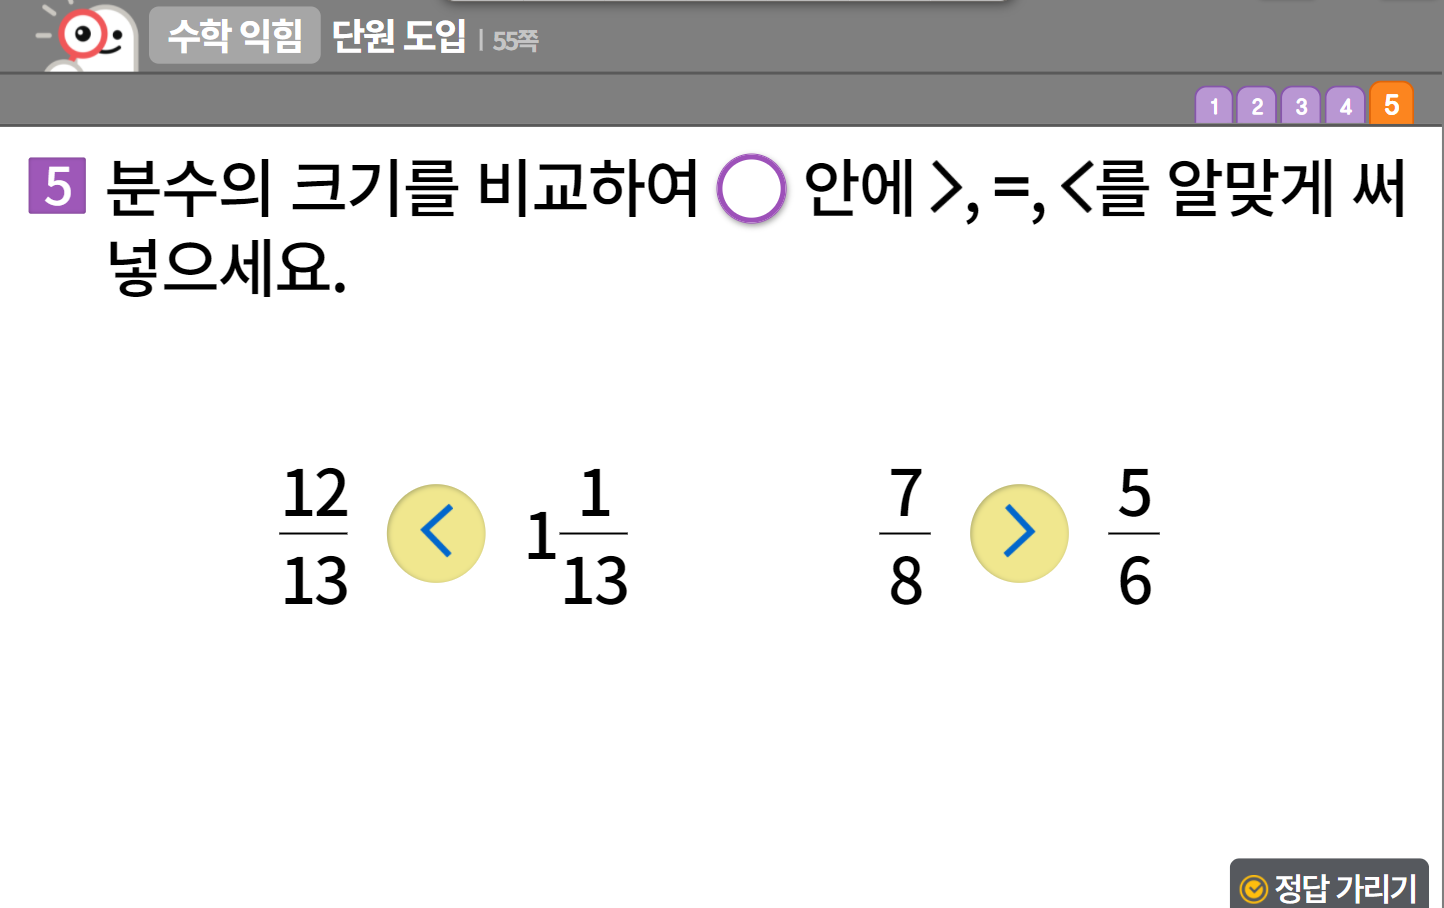 수학 익힘 단원 도입 | 55쪽
1 2 3 4 5
5 분수의 크기를 비교하여 ○ 안에 >, =, <를 알맞게 써
넣으세요.
12/13 < 1 1/13 7/8 > 5/6
정답 가리기